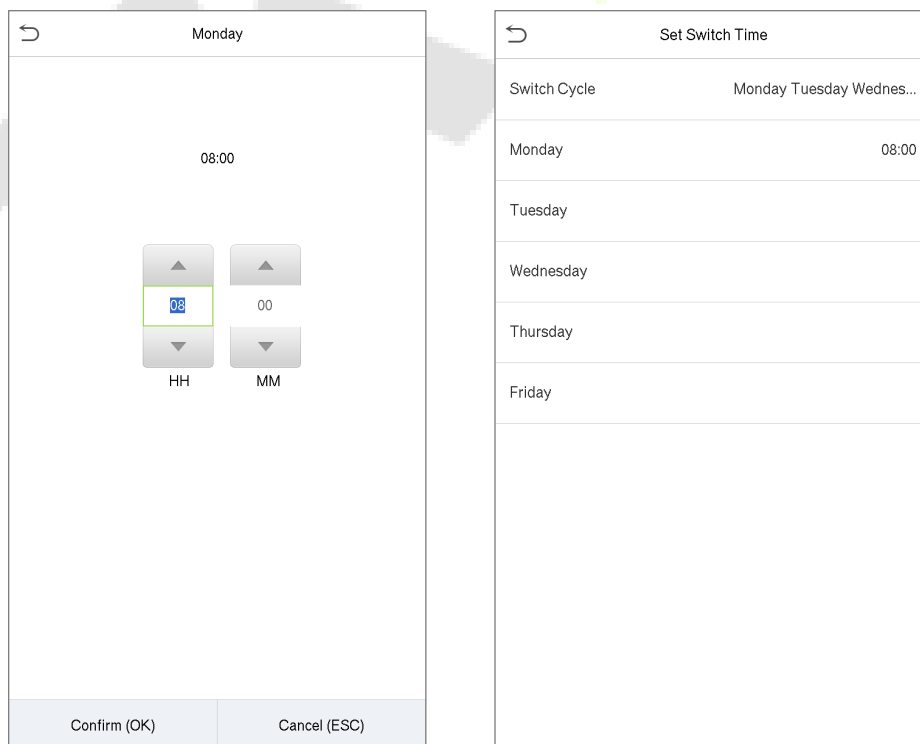 Monday
08:00
08 00
HH MM
Confirm (OK) Cancel (ESC)
Set Switch Time
Switch Cycle Monday Tuesday Wednes...
Monday 08:00
Tuesday
Wednesday
Thursday
Friday